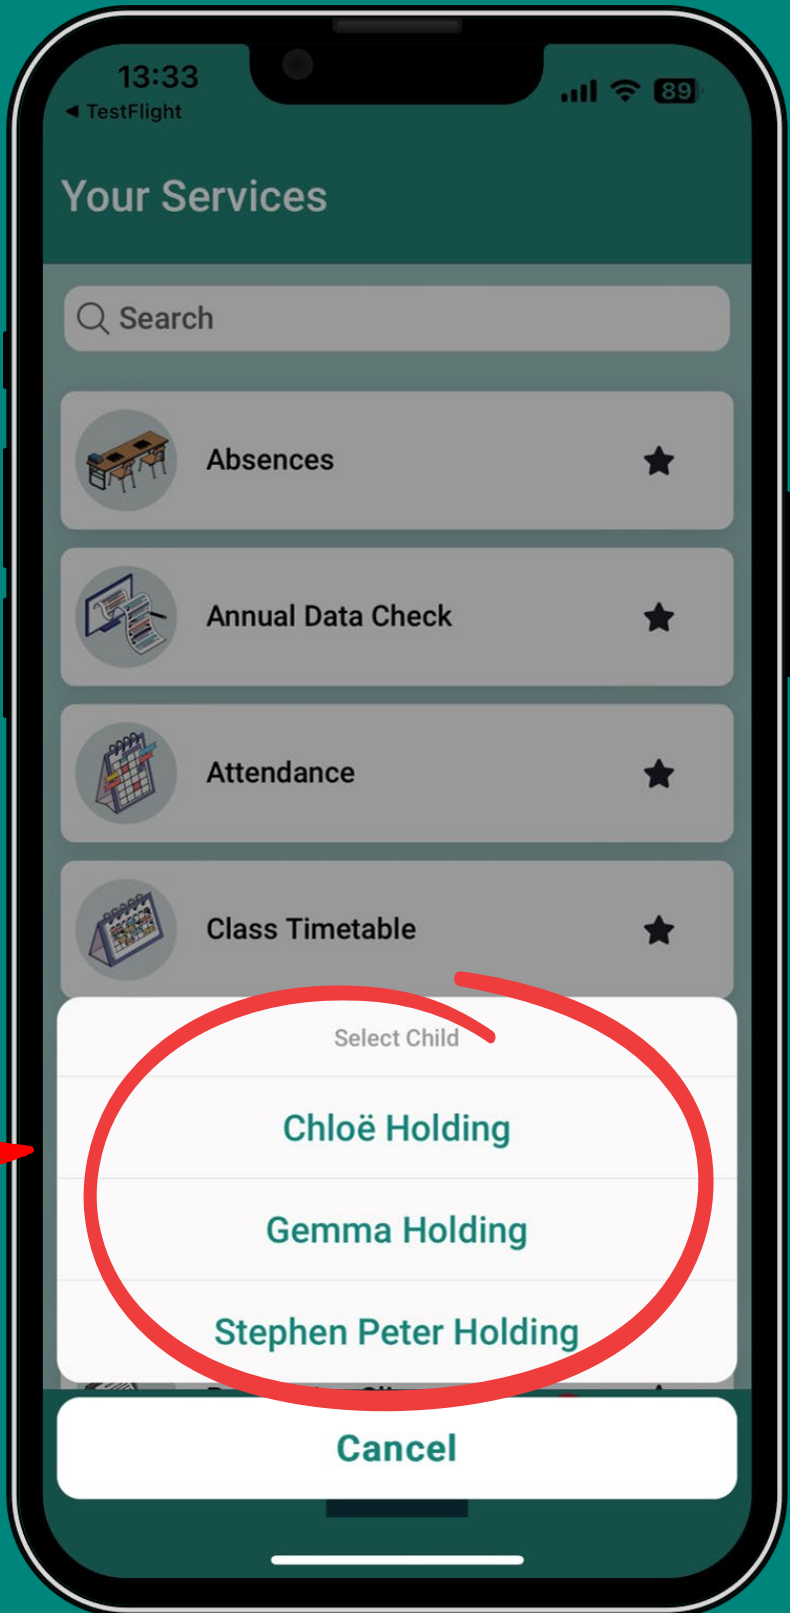 13:33
89
◀ TestFlight
Your Services
Search
Absences
Annual Data Check
Attendance
Class Timetable
Select Child
Chloë Holding
Gemma Holding
Stephen Peter Holding
Cancel